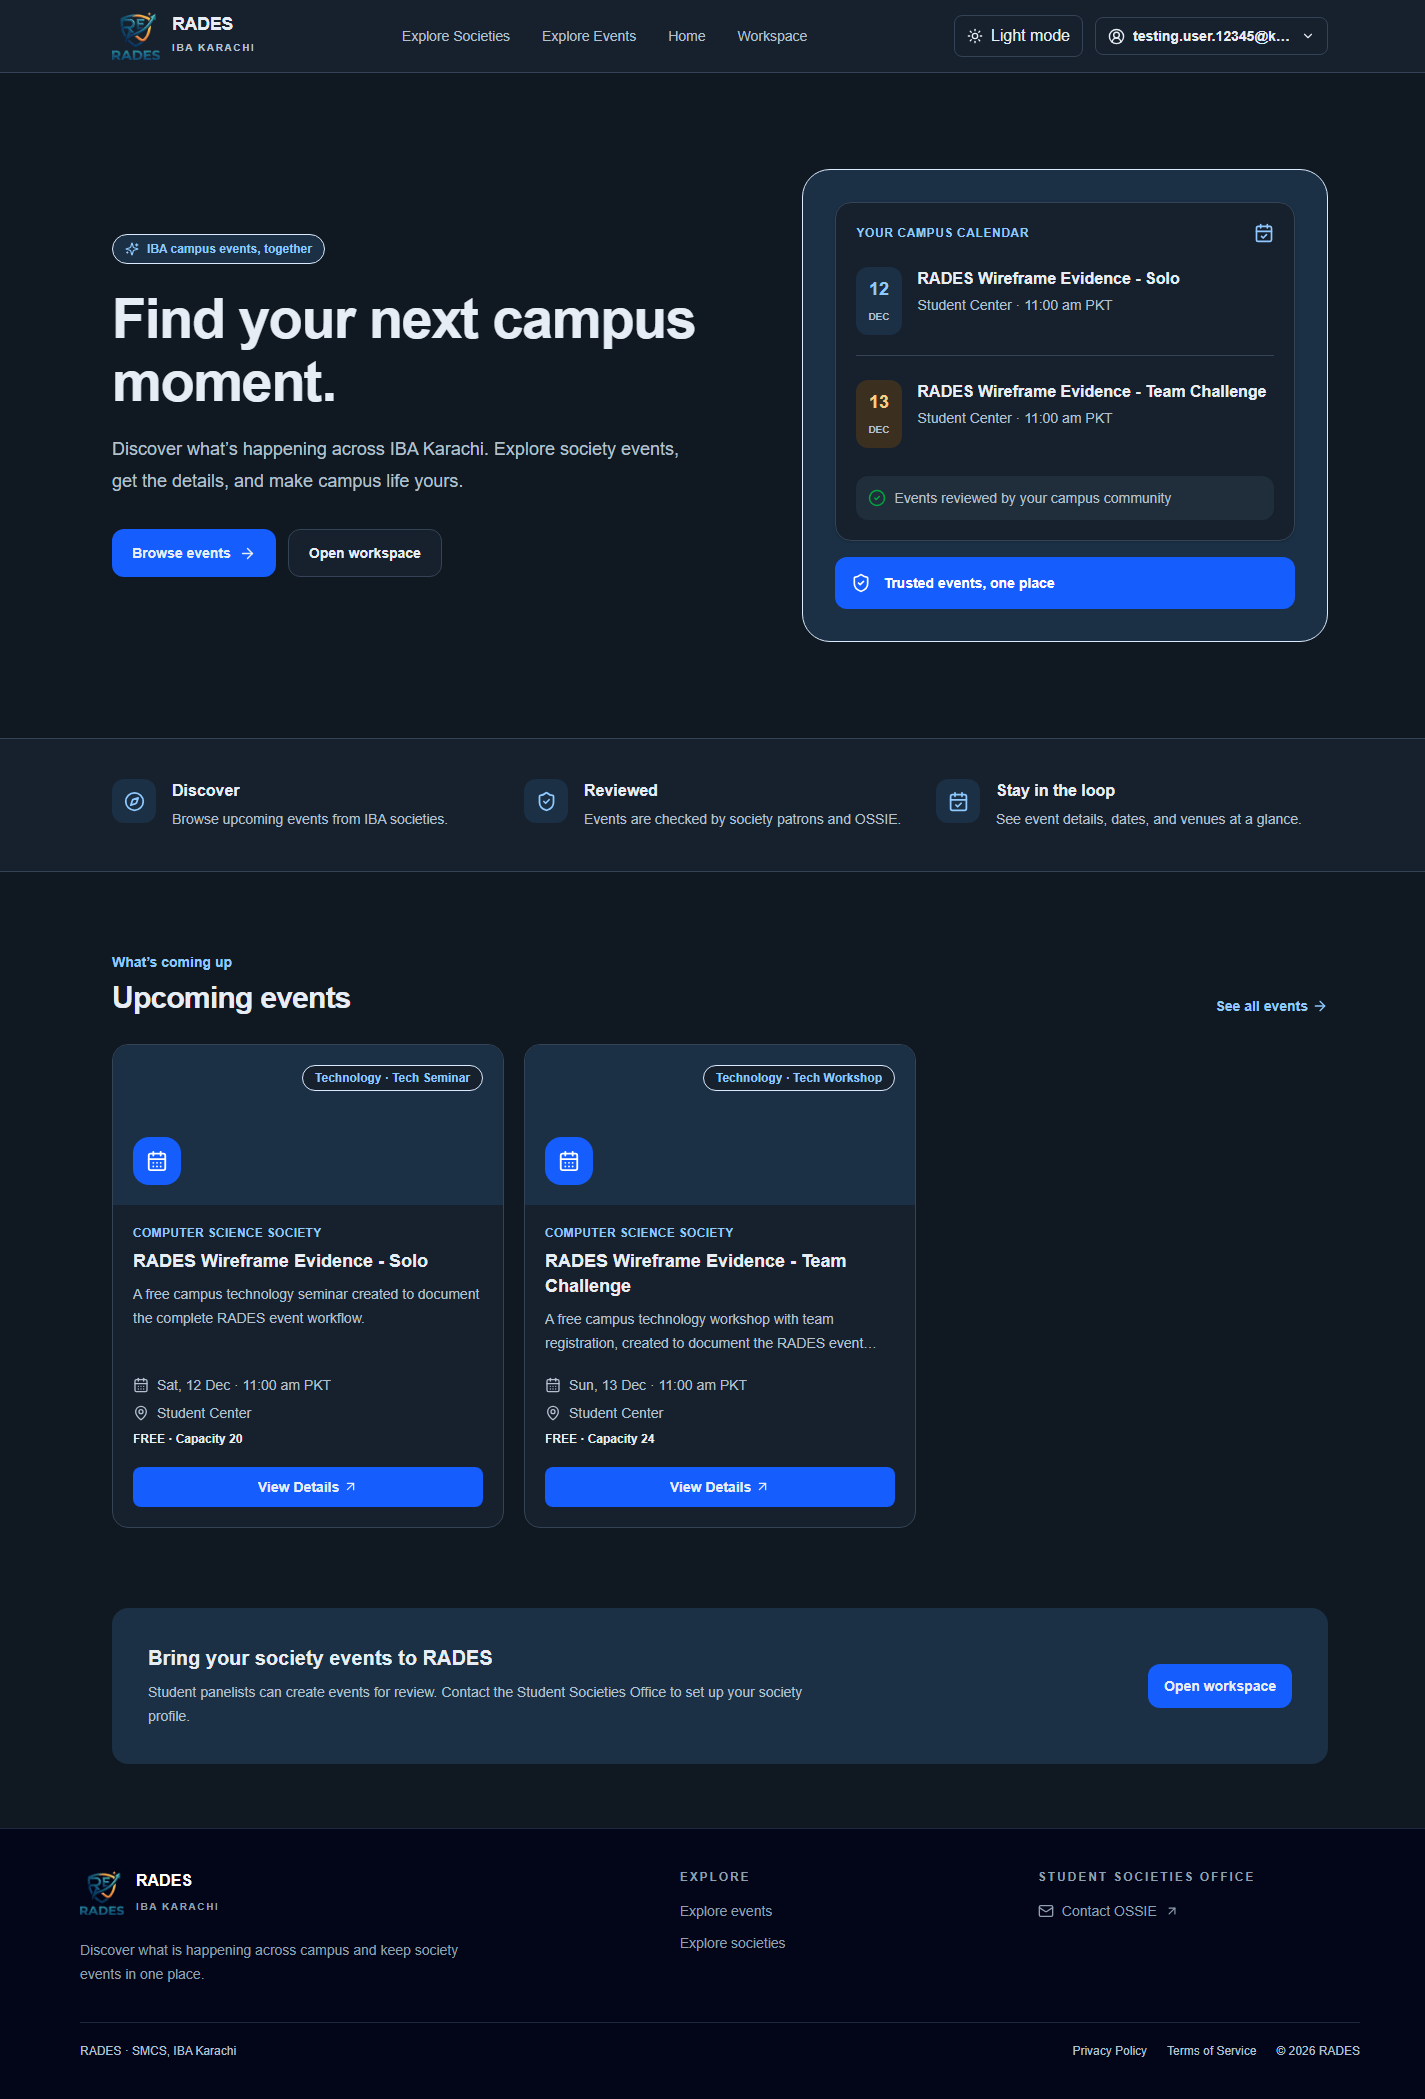 RADES
RADES
IBA KARACHI
Explore Societies
Explore Events
Home
Workspace
Light mode
testing.user.12345@k...
IBA campus events, together
Find your next campus
moment.
Discover what's happening across IBA Karachi. Explore society events,
get the details, and make campus life yours.
Browse events
Open workspace
YOUR CAMPUS CALENDAR
12
DEC
RADES Wireframe Evidence - Solo
Student Center · 11:00 am PKT
13
DEC
RADES Wireframe Evidence - Team Challenge
Student Center · 11:00 am PKT
Events reviewed by your campus community
Trusted events, one place
Discover
Browse upcoming events from IBA societies.
Reviewed
Events are checked by society patrons and OSSIE.
Stay in the loop
See event details, dates, and venues at a glance.
What's coming up
Upcoming events
See all events
Technology · Tech Seminar
COMPUTER SCIENCE SOCIETY
RADES Wireframe Evidence - Solo
A free campus technology seminar created to document
the complete RADES event workflow.
Sat, 12 Dec · 11:00 am PKT
Student Center
FREE · Capacity 20
View Details
Technology · Tech Workshop
COMPUTER SCIENCE SOCIETY
RADES Wireframe Evidence - Team
Challenge
A free campus technology workshop with team
registration, created to document the RADES event...
Sun, 13 Dec · 11:00 am PKT
Student Center
FREE · Capacity 24
View Details
Bring your society events to RADES
Student panelists can create events for review. Contact the Student Societies Office to set up your society
profile.
Open workspace
RADES
RADES
IBA KARACHI
Discover what is happening across campus and keep society
events in one place.
EXPLORE
Explore events
Explore societies
STUDENT SOCIETIES OFFICE
Contact OSSIE
RADES · SMCS, IBA Karachi
Privacy Policy
Terms of Service
© 2026 RADES